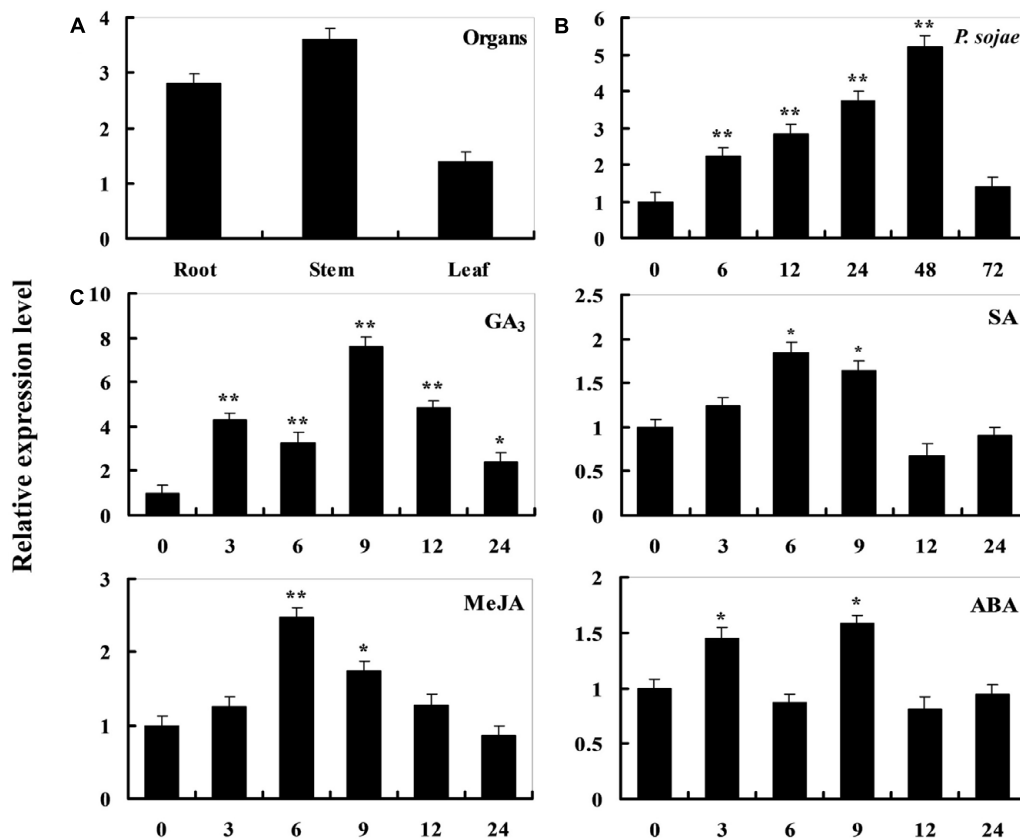 A
Organs
4
3
2
1
0
Root Stem Leaf
B
P. sojae
6
5
4
3
2
1
0
** ** ** **
0 6 12 24 48 72
Relative expression level
C
GA₃
10
8
6
4
2
0
** ** ** ** *
0 3 6 9 12 24
SA
2.5
2
1.5
1
0.5
0
* *
0 3 6 9 12 24
MeJA
3
2
1
0
** *
0 3 6 9 12 24
ABA
2
1.5
1
0.5
0
* *
0 3 6 9 12 24